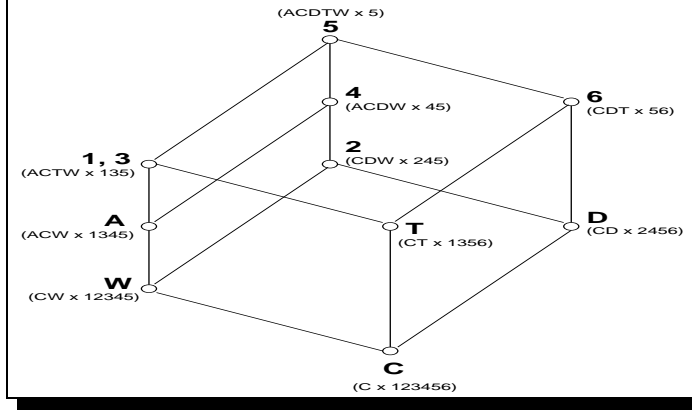 (ACDTW x 5)
5
4
(ACDW x 45)
6
(CDT x 56)
1, 3
(ACTW x 135)
2
(CDW x 245)
A
(ACW x 1345)
T
(CT x 1356)
D
(CD x 2456)
W
(CW x 12345)
C
(C x 123456)